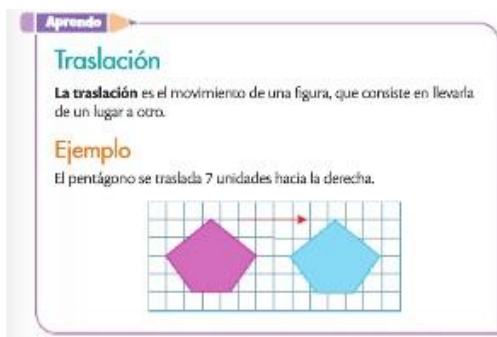 Aprendo
Traslación
La traslación es el movimiento de una figura, que consiste en llevarla
de un lugar a otro.
Ejemplo
El pentágono se traslada 7 unidades hacia la derecha.